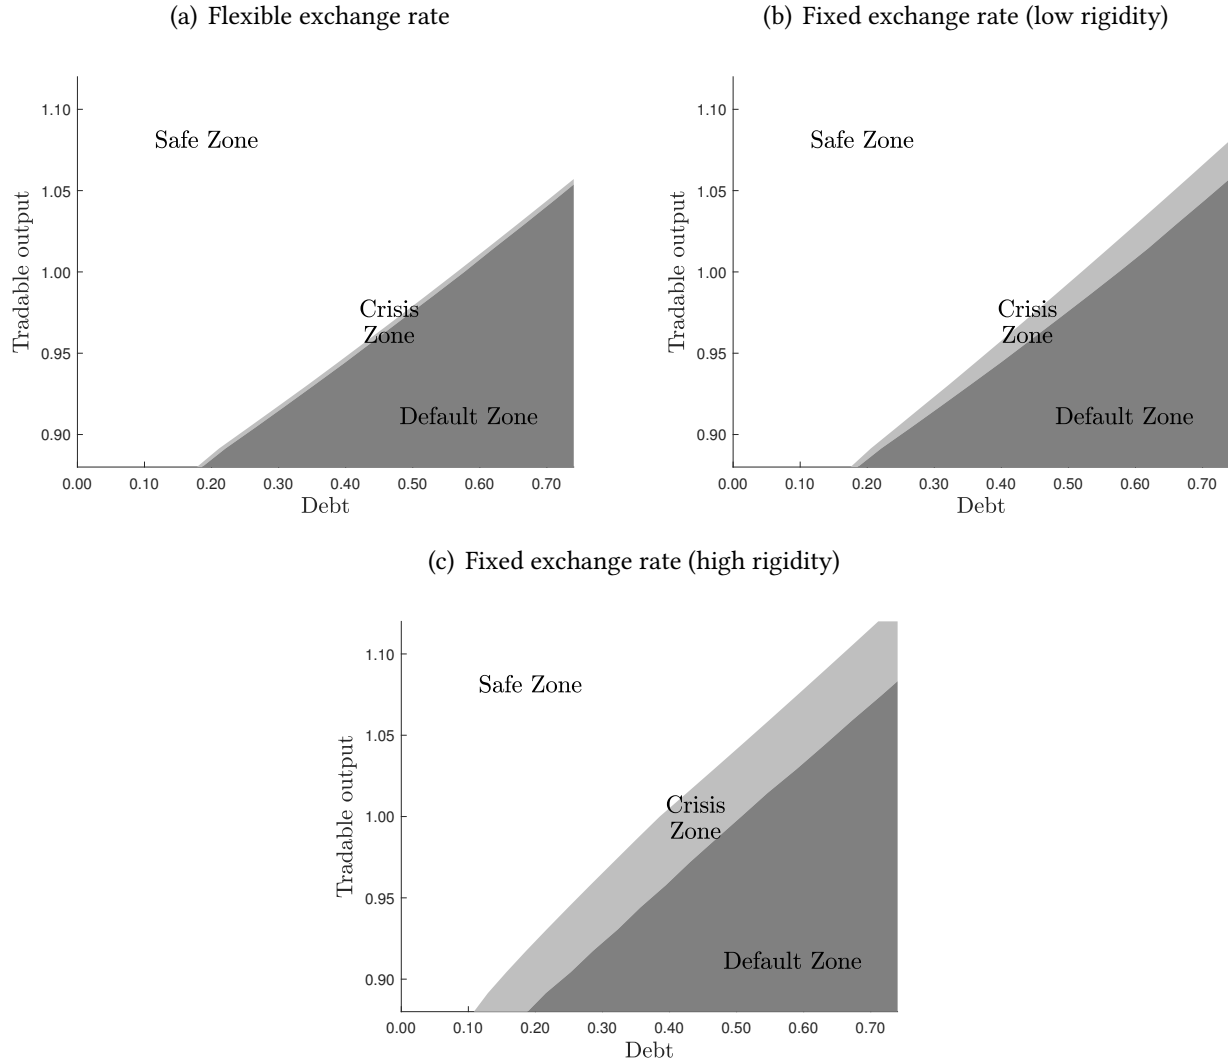 (a) Flexible exchange rate
1.10
1.05
1.00
0.95
0.90
Tradable output
Safe Zone
Crisis
Zone
Default Zone
0.00 0.10 0.20 0.30 0.40 0.50 0.60 0.70
Debt
(b) Fixed exchange rate (low rigidity)
1.10
1.05
1.00
0.95
0.90
Tradable output
Safe Zone
Crisis
Zone
Default Zone
0.00 0.10 0.20 0.30 0.40 0.50 0.60 0.70
Debt
(c) Fixed exchange rate (high rigidity)
1.10
1.05
1.00
0.95
0.90
Tradable output
Safe Zone
Crisis
Zone
Default Zone
0.00 0.10 0.20 0.30 0.40 0.50 0.60 0.70
Debt